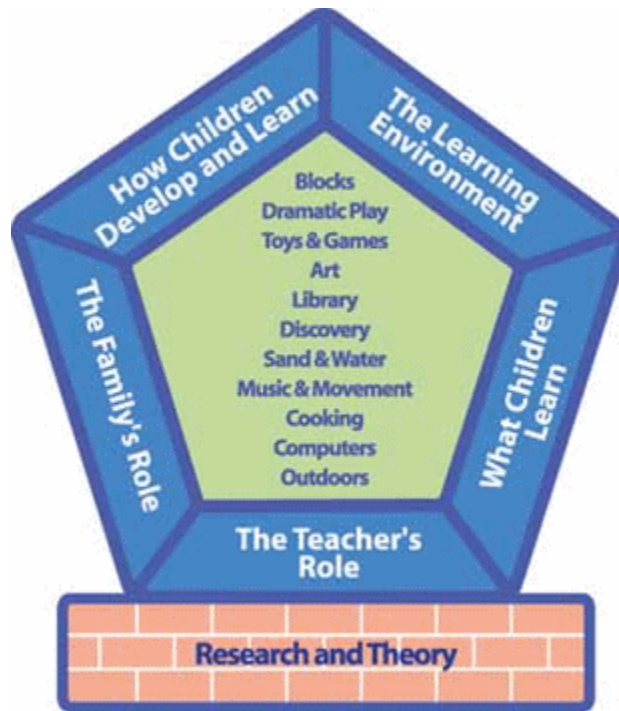 How Children
Develop and Learn
The Learning
Environment
Blocks
Dramatic Play
Toys & Games
Art
Library
Discovery
Sand & Water
Music & Movement
Cooking
Computers
Outdoors
The Family's Role
What Children
Learn
The Teacher's
Role
Research and Theory